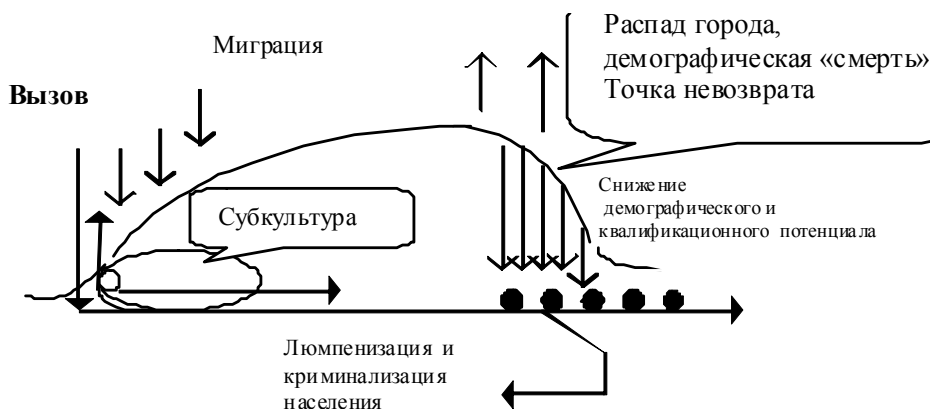 Миграция
Вызов
Распад города,
демографическая «смерть»
Точка невозврата
Субкультура
Снижение
демографического и
квалификационного потенциала
Люмпенизация и
криминализация
населения